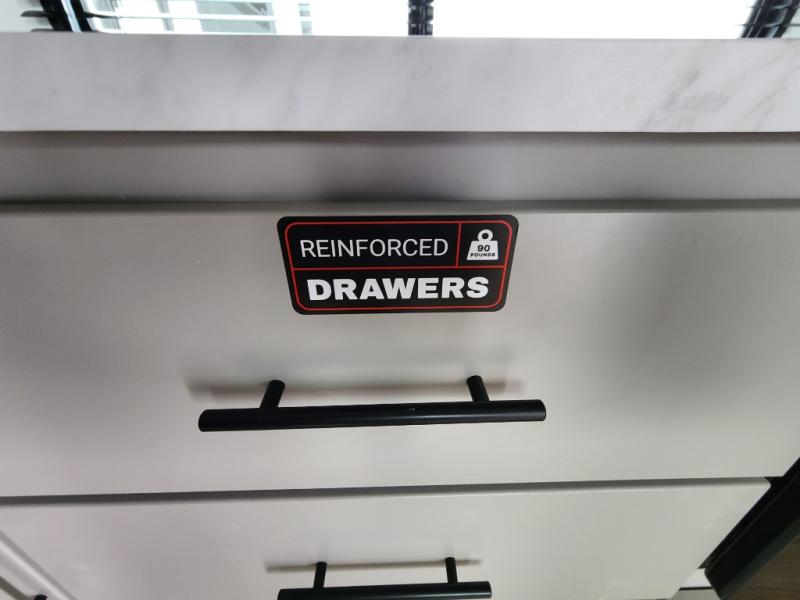 REINFORCED
90
POUNDS
DRAWERS